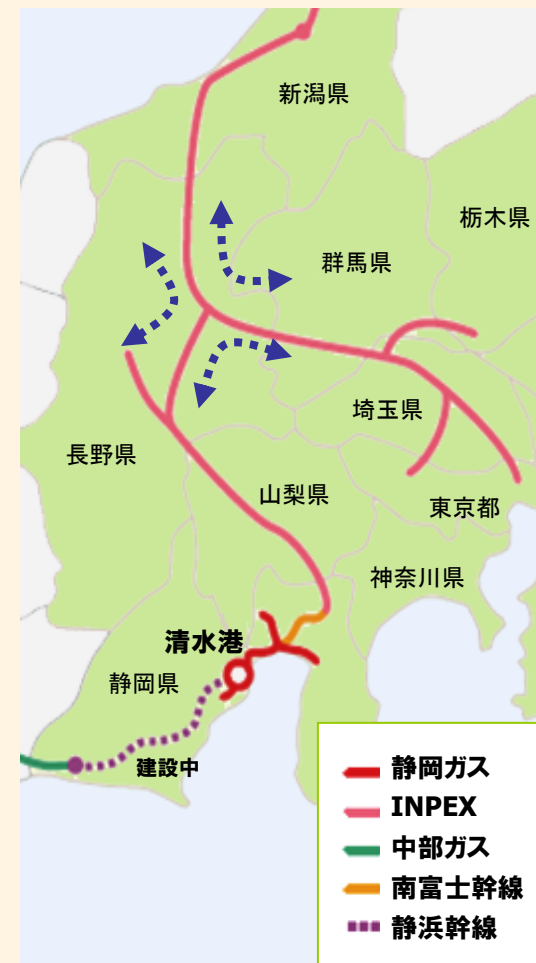 新潟県
栃木県
群馬県
埼玉県
長野県
山梨県
東京都
神奈川県
清水港
静岡県
建設中
静岡ガス
INPEX
中部ガス
南富士幹線
静浜幹線